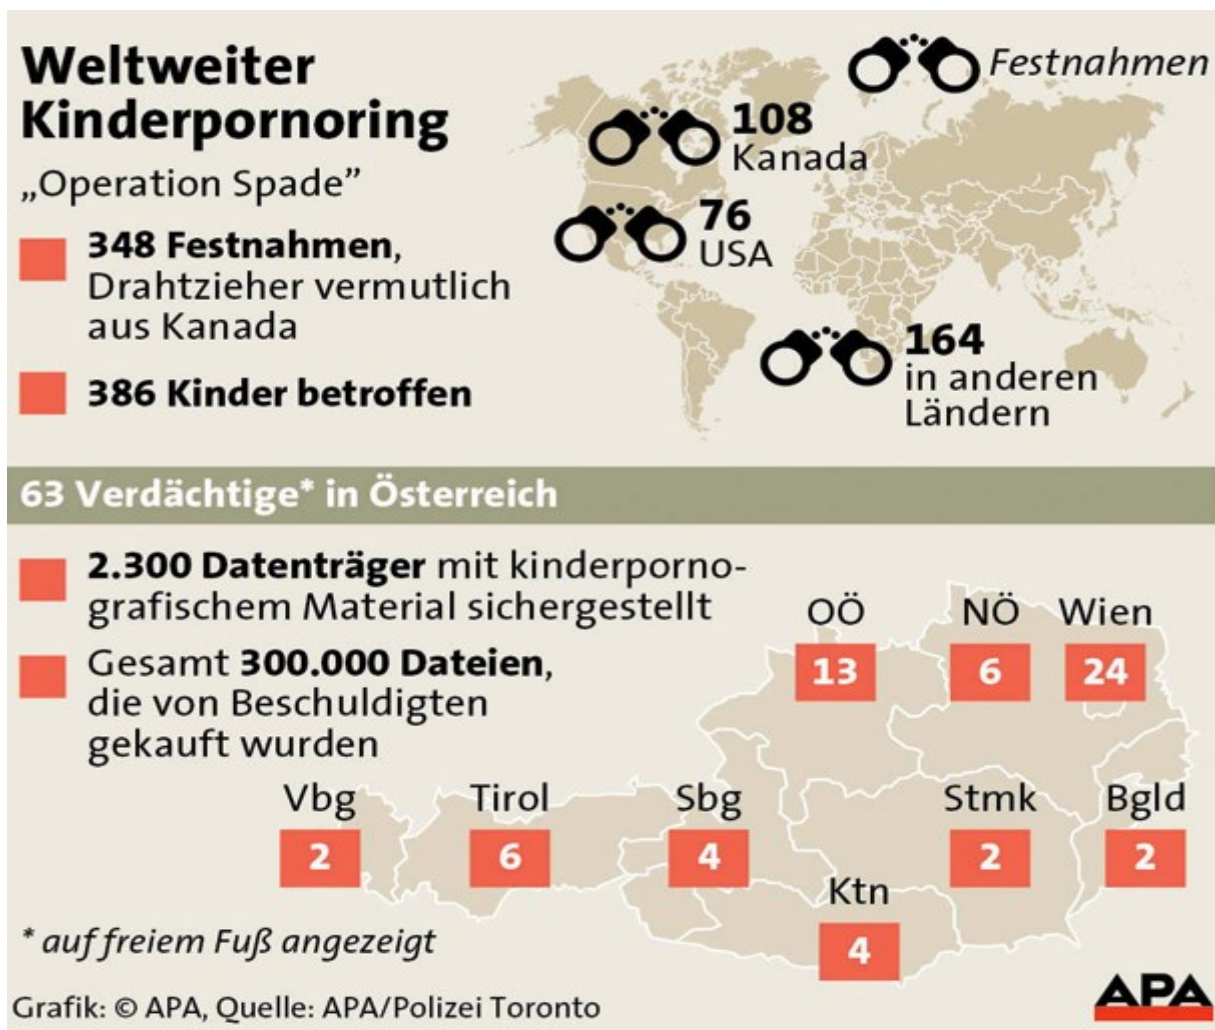 Weltweiter
Kinderpornoring
„Operation Spade”
348 Festnahmen,
Drahtzieher vermutlich
aus Kanada
386 Kinder betroffen
Festnahmen
108
Kanada
76
USA
164
in anderen
Ländern
63 Verdächtige* in Österreich
2.300 Datenträger mit kinderporno-
grafischem Material sichergestellt
Gesamt 300.000 Dateien,
die von Beschuldigten
gekauft wurden
OÖ
13
NÖ
6
Wien
24
Vbg
2
Tirol
6
Sbg
4
Stmk
2
Bgld
2
Ktn
4
* auf freiem Fuß angezeigt
Grafik: © APA, Quelle: APA/Polizei Toronto
APA